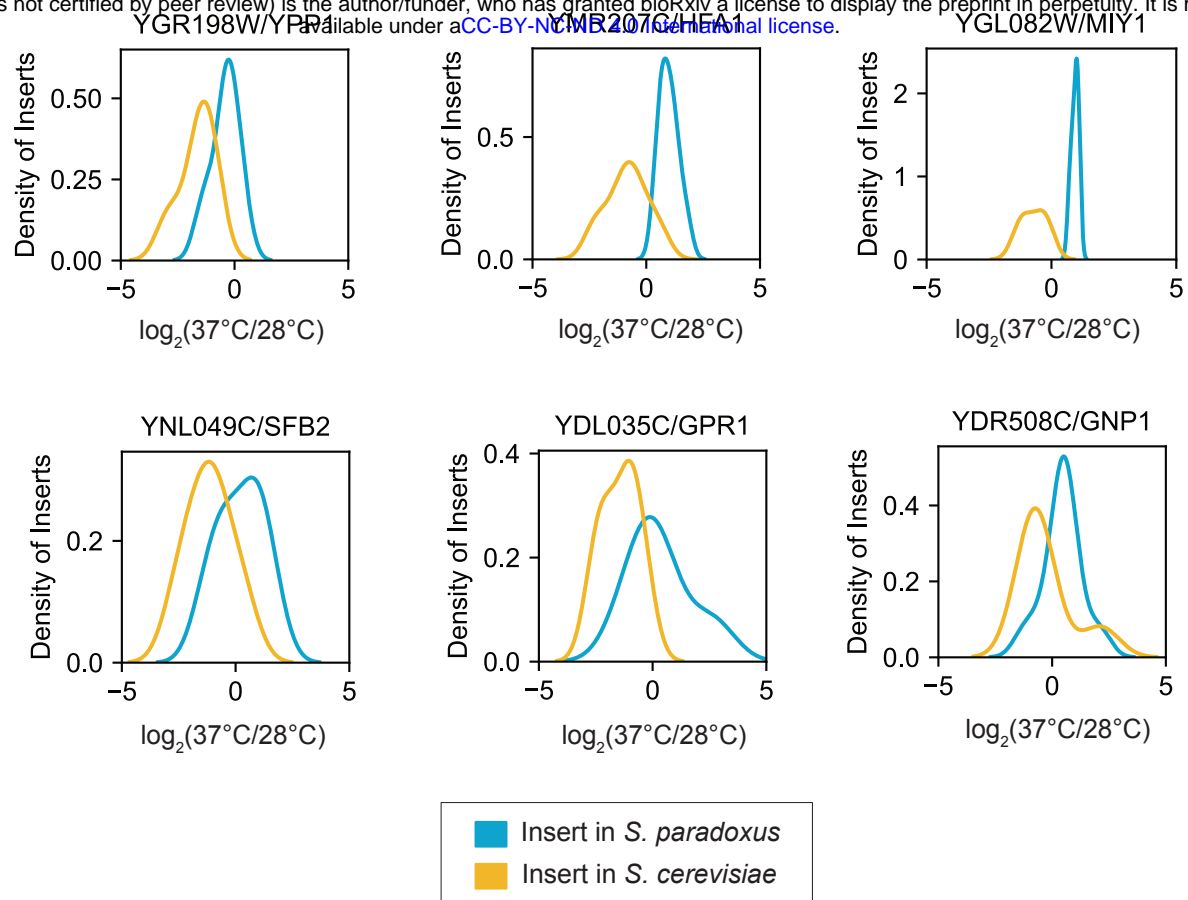 s not certified by peer review) is the author/funder, who has granted bioRxiv a license to display the preprint in perpetuity. It is
available under aCC-BY-NC-ND 4.0 International license.
YGR198W/YPP1 YMR207C/HFA1 YGL082W/MIY1
Density of Inserts 0.50 0.25 0.00 −5 0 5
log2(37°C/28°C)
Density of Inserts 0.5 0.0 −5 0 5
log2(37°C/28°C)
Density of Inserts 2 1 0 −5 0 5
log2(37°C/28°C)
YNL049C/SFB2 YDL035C/GPR1 YDR508C/GNP1
Density of Inserts 0.2 0.0 −5 0 5
log2(37°C/28°C)
Density of Inserts 0.4 0.2 0.0 −5 0 5
log2(37°C/28°C)
Density of Inserts 0.4 0.2 0.0 −5 0 5
log2(37°C/28°C)
Insert in S. paradoxus
Insert in S. cerevisiae